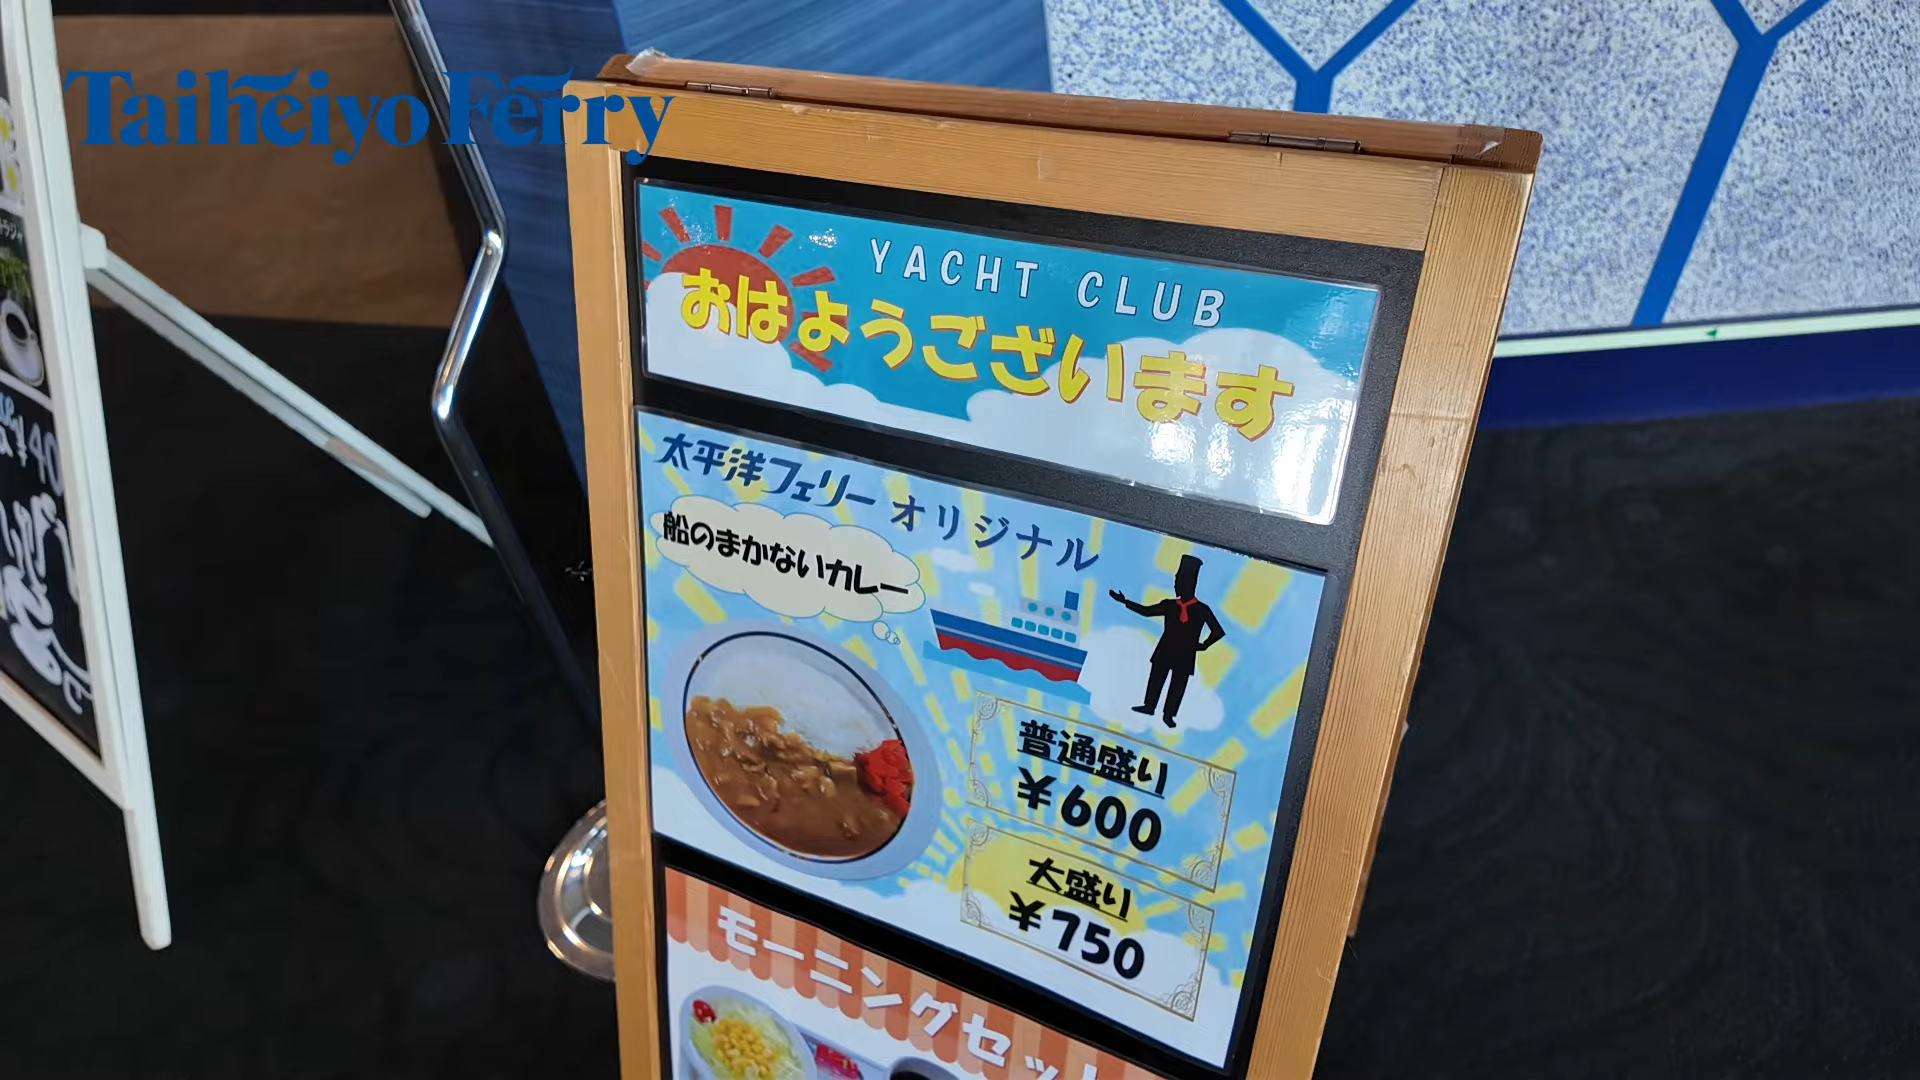 Taiheiyo Ferry
YACHT CLUB
おはようございます
太平洋フェリー オリジナル
船のまかないカレー
普通盛り
¥600
大盛り
¥750
モーニングセット